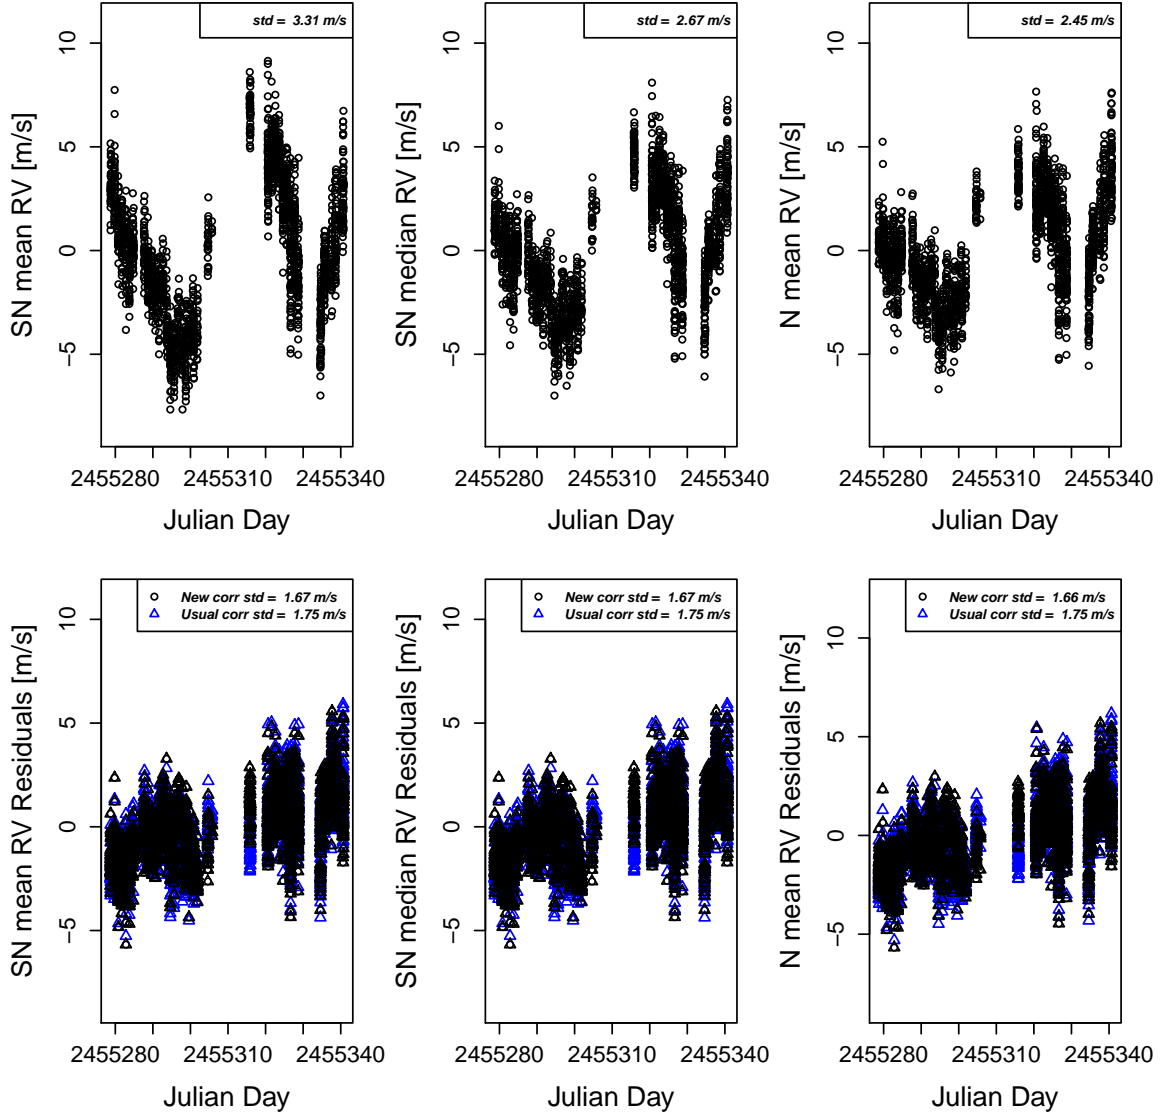 std = 3.31 m/s
SN mean RV [m/s]
10
5
0
−5
2455280 2455310 2455340
Julian Day
std = 2.67 m/s
SN median RV [m/s]
10
5
0
−5
2455280 2455310 2455340
Julian Day
std = 2.45 m/s
N mean RV [m/s]
10
5
0
−5
2455280 2455310 2455340
Julian Day
New corr std = 1.67 m/s
Usual corr std = 1.75 m/s
SN mean RV Residuals [m/s]
10
5
0
−5
2455280 2455310 2455340
Julian Day
New corr std = 1.67 m/s
Usual corr std = 1.75 m/s
SN median RV Residuals [m/s]
10
5
0
−5
2455280 2455310 2455340
Julian Day
New corr std = 1.66 m/s
Usual corr std = 1.75 m/s
N mean RV Residuals [m/s]
10
5
0
−5
2455280 2455310 2455340
Julian Day